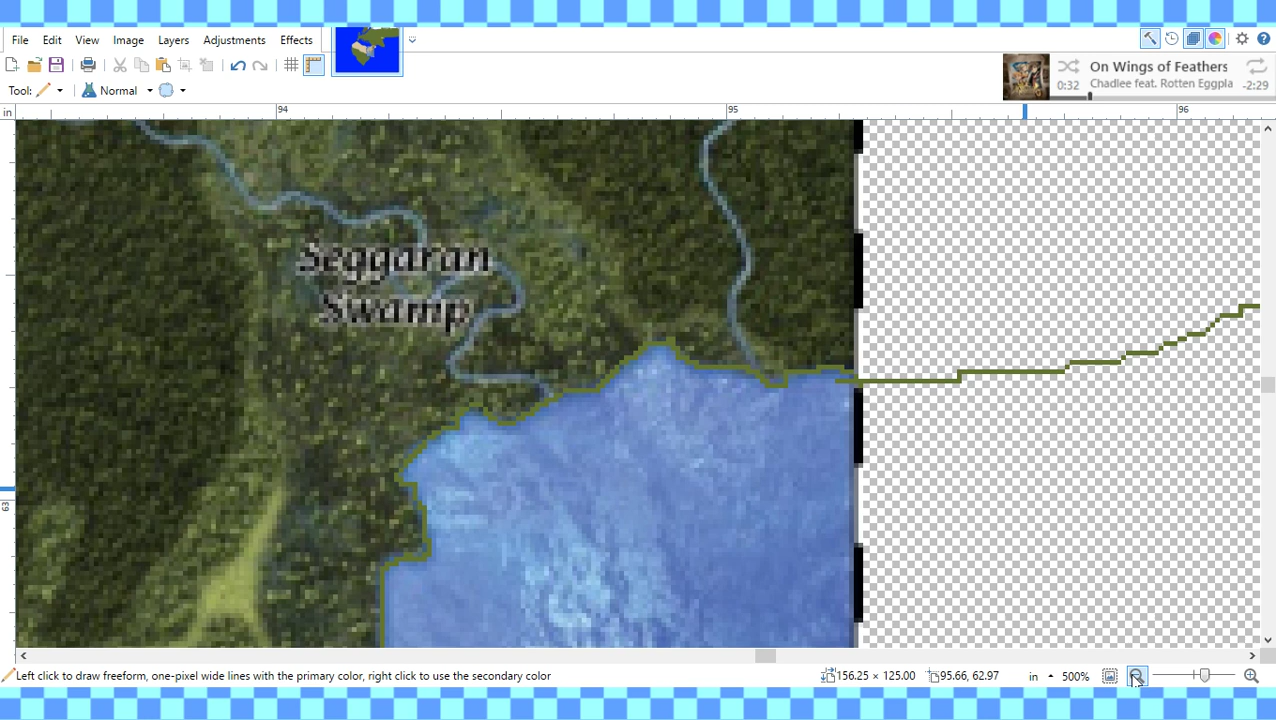 File Edit View Image Layers Adjustments Effects
On Wings of Feathers
0:32 Chadlee feat. Rotten Eggpla -2:29
Tool: Normal
in 94 95 96
Seggaran
Swamp
63
Left click to draw freeform, one-pixel wide lines with the primary color, right click to use the secondary color 156.25 × 125.00 95.66, 62.97 in 500%